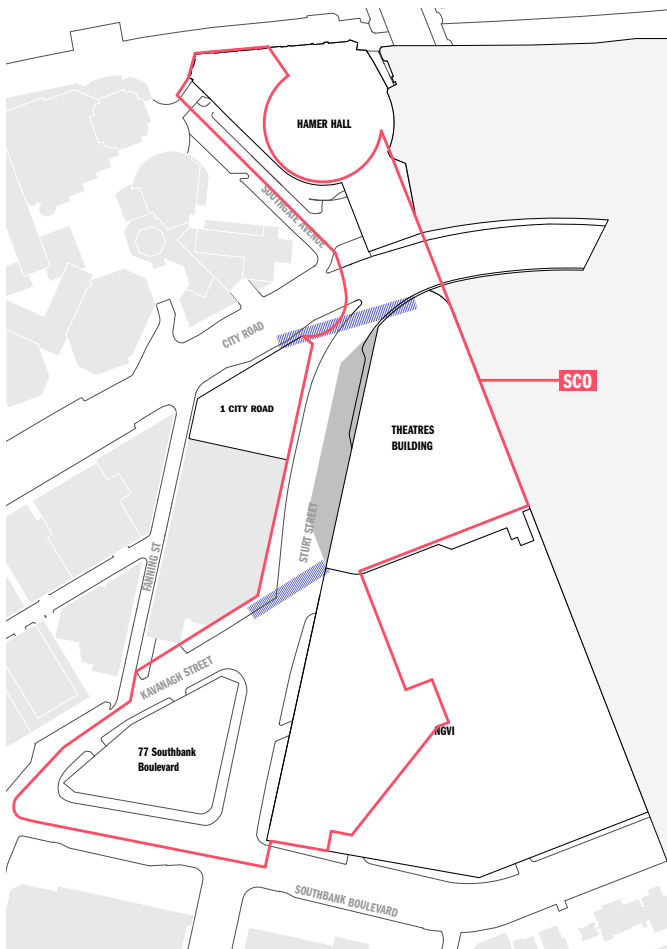 HAMER HALL
SOUTHGATE AVENUE
CITY ROAD
SCO
1 CITY ROAD
THEATRES
BUILDING
STURT STREET
FANNING ST
KAVANAGH STREET
NGVI
77 Southbank
Boulevard
SOUTHBANK BOULEVARD